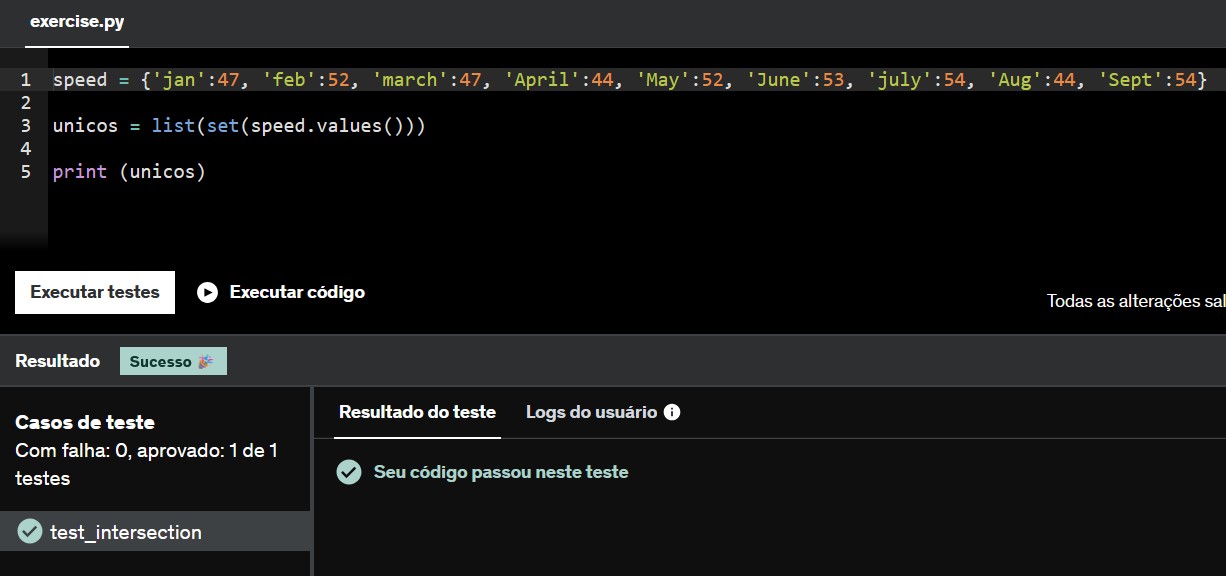 exercise.py
1 speed = {'jan':47, 'feb':52, 'march':47, 'April':44, 'May':52, 'June':53, 'july':54, 'Aug':44, 'Sept':54}
2
3 unicos = list(set(speed.values()))
4
5 print (unicos)
Executar testes Executar código
Todas as alterações sal
Resultado Sucesso 🎉
Casos de teste
Com falha: 0, aprovado: 1 de 1
testes
test_intersection
Resultado do teste Logs do usuário
Seu código passou neste teste